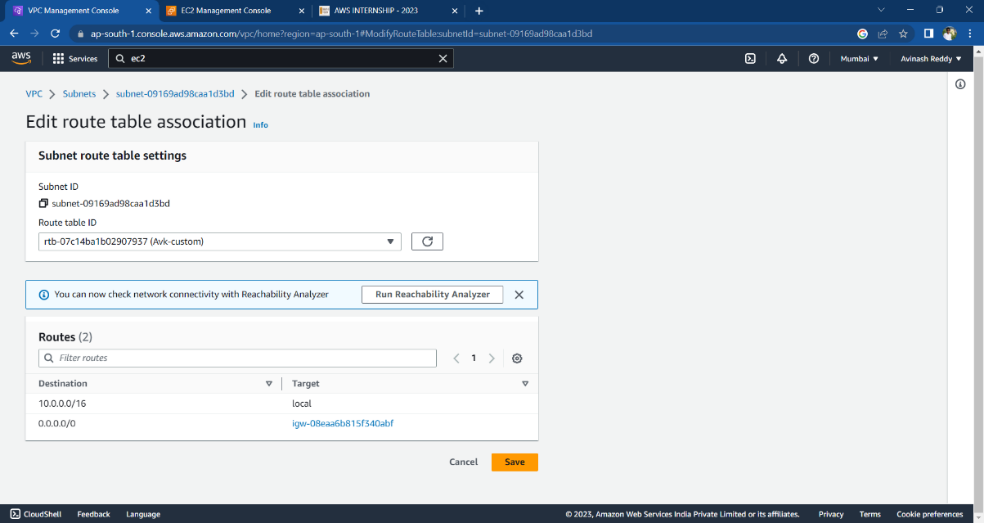 VPC Management Console
EC2 Management Console
AWS INTERNSHIP - 2023
ap-south-1.console.aws.amazon.com/vpc/home?region=ap-south-1#ModifyRouteTable:subnetId=subnet-09169ad98caa1d3bd
aws Services ec2 Mumbai Avinash Reddy
VPC > Subnets > subnet-09169ad98caa1d3bd > Edit route table association
Edit route table association Info
Subnet route table settings
Subnet ID
subnet-09169ad98caa1d3bd
Route table ID
rtb-07c14ba1b02907937 (Avk-custom)
You can now check network connectivity with Reachability Analyzer Run Reachability Analyzer
Routes (2)
Filter routes 1
Destination Target
10.0.0.0/16 local
0.0.0.0/0 igw-08eaa6b815f340abf
Cancel Save
CloudShell Feedback Language © 2023, Amazon Web Services India Private Limited or its affiliates. Privacy Terms Cookie preferences